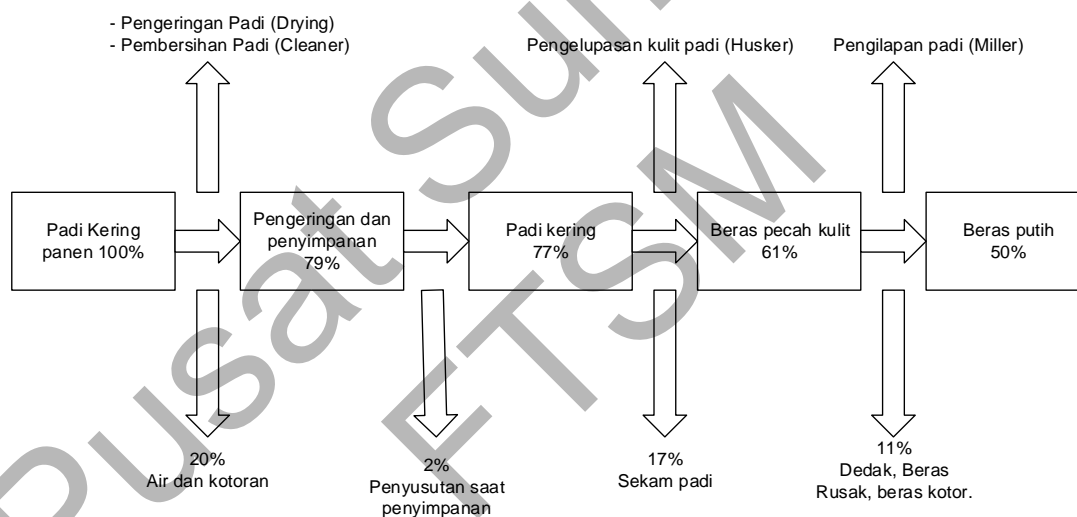 - Pengeringan Padi (Drying)
- Pembersihan Padi (Cleaner)
Pengelupasan kulit padi (Husker)
Pengilapan padi (Miller)
Padi Kering
panen 100%
Pengeringan dan
penyimpanan
79%
Padi kering
77%
Beras pecah kulit
61%
Beras putih
50%
20%
Air dan kotoran
2%
Penyusutan saat
penyimpanan
17%
Sekam padi
11%
Dedak, Beras
Rusak, beras kotor.
Pusat
FTSM